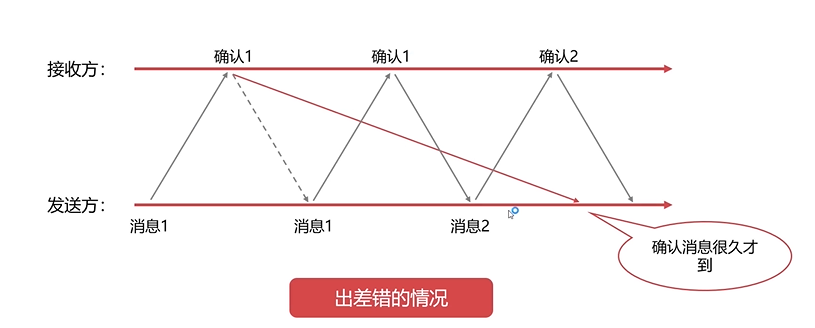 确认1 确认1 确认2
接收方：
发送方：
消息1 消息1 消息2
确认消息很久才
到
出差错的情况